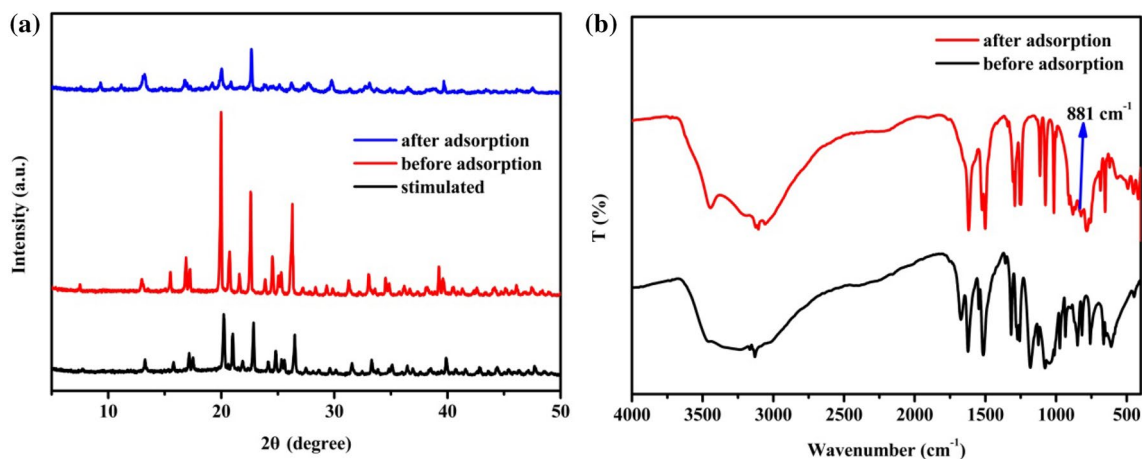 (a)
after adsorption
before adsorption
stimulated
Intensity (a.u.)
10 20 30 40 50
2θ (degree)
(b)
after adsorption
before adsorption
881 cm⁻¹
T (%)
4000 3500 3000 2500 2000 1500 1000 500
Wavenumber (cm⁻¹)